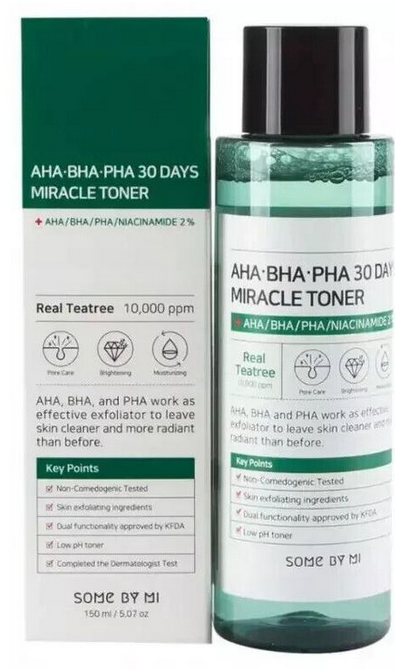 AHA·BHA·PHA 30 DAYS
MIRACLE TONER
+ AHA/BHA/PHA/NIACINAMIDE 2%
Real Teatree 10,000 ppm
Pore Care
Brightening
Moisturizing
AHA, BHA, and PHA work as
effective exfoliator to leave
skin cleaner and more radiant
than before.
Key Points
Non-Comedogenic Tested
Skin exfoliating ingredients
Dual functionality approved by KFDA
Low pH toner
Completed the Dermatologist Test
SOME BY MI
150 ml / 5.07 oz
AHA·BHA·PHA 30 DAY
MIRACLE TONER
+ AHA/BHA/PHA/NIACINAMIDE
Real
Teatree
10,000 ppm
Pore Care
Brightening
AHA, BHA, and PHA work as effective
exfoliator to leave skin cleaner and
radiant than before.
Key Points
Non-Comedogenic Tested
Skin exfoliating ingredients
Dual functionality approved by KFDA
Low pH toner
SOME BY MI